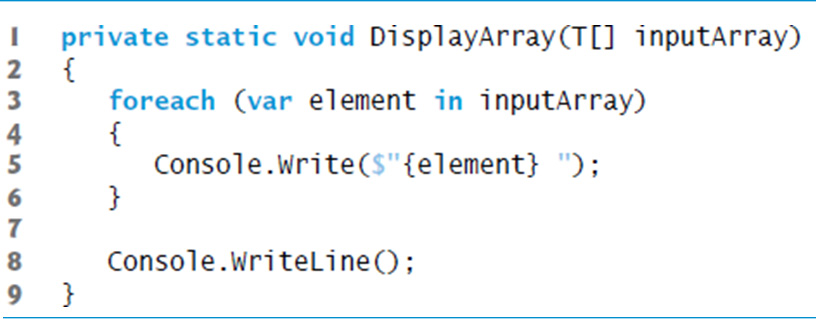 1 private static void DisplayArray(T[] inputArray)
2 {
3 foreach (var element in inputArray)
4 {
5 Console.Write($"{element} ");
6 }
7
8 Console.WriteLine();
9 }